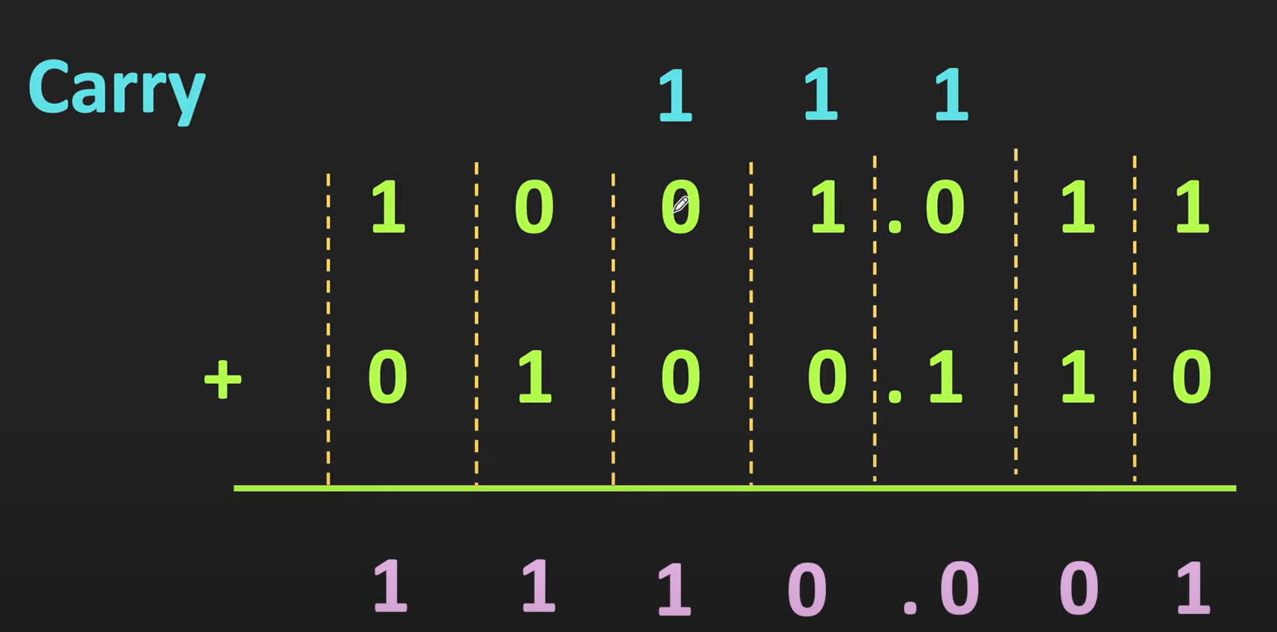 Carry 1 1 1
1 0 0 1 . 0 1 1
+ 0 1 0 0 . 1 1 0
1 1 1 0 . 0 0 1